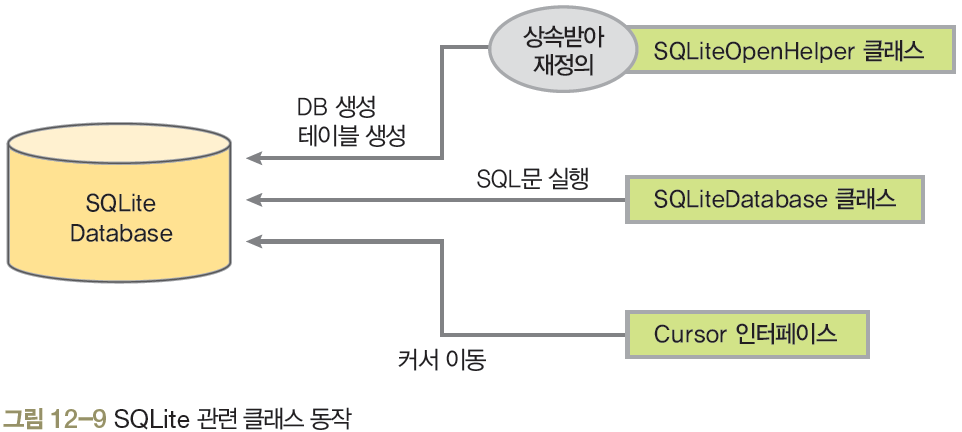 상속받아
재정의
SQLiteOpenHelper 클래스
DB 생성
테이블 생성
SQL문 실행
SQLiteDatabase 클래스
SQLite
Database
Cursor 인터페이스
커서 이동
그림 12-9 SQLite 관련 클래스 동작